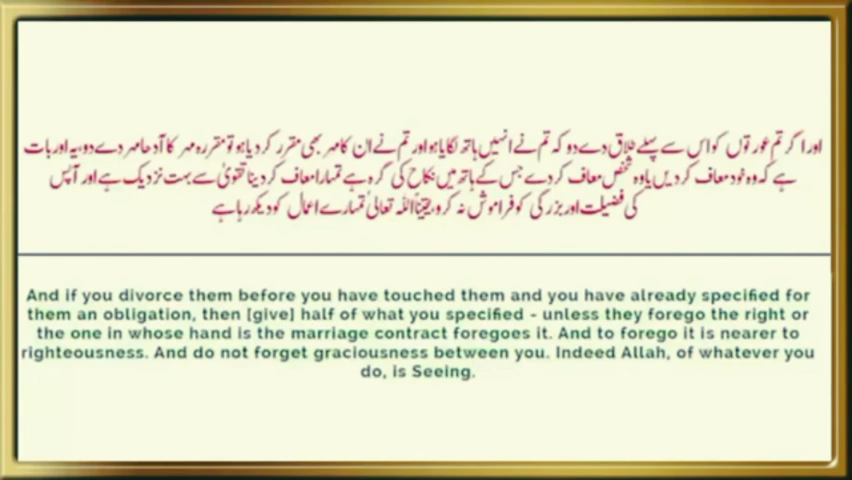 اور اگر تم عورتوں کو اس سے پہلے طلاق دے دو کہ تم نے انہیں ہاتھ لگایا ہو اور تم نے ان کا مہر بھی مقرر کر دیا ہو تو مقررہ مہر کا آدھا مہر دے دو، یہ اور بات
ہے کہ وہ خود معاف کر دیں یا وہ شخص معاف کر دے جس کے ہاتھ میں نکاح کی گرہ ہے تمہارا معاف کر دینا تقویٰ سے بہت نزدیک ہے اور آپس
کی فضیلت اور بزرگی کو فراموش نہ کرو، یقیناً اللہ تعالیٰ تمہارے اعمال کو دیکھ رہا ہے
And if you divorce them before you have touched them and you have already specified for
them an obligation, then [give] half of what you specified - unless they forego the right or
the one in whose hand is the marriage contract foregoes it. And to forego it is nearer to
righteousness. And do not forget graciousness between you. Indeed Allah, of whatever you
do, is Seeing.